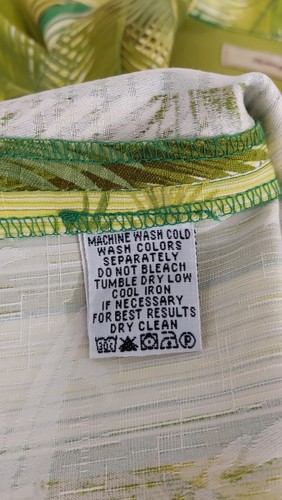 MACHINE WASH COLD
WASH COLORS
SEPARATELY
DO NOT BLEACH
TUMBLE DRY LOW
COOL IRON
IF NECESSARY
FOR BEST RESULTS
DRY CLEAN